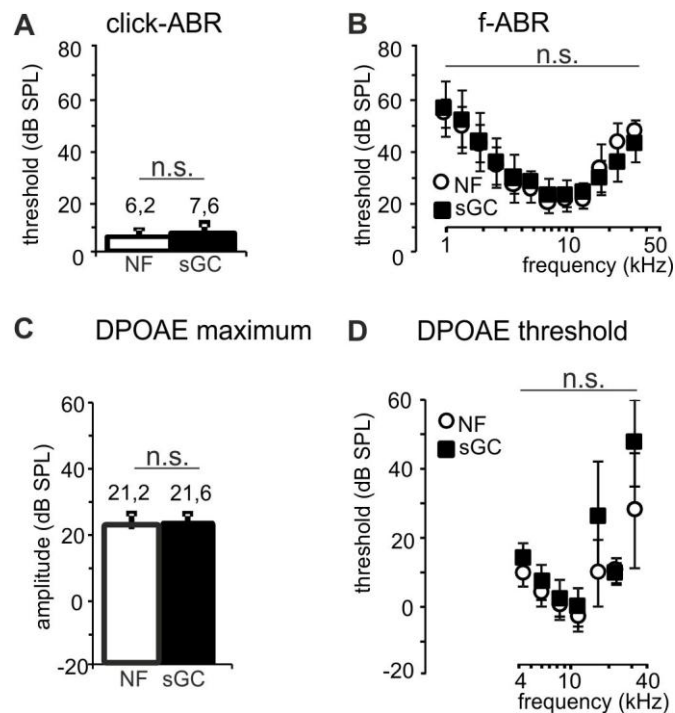 A click-ABR
threshold (dB SPL)
80
60
40
20
0
n.s.
6,2 7,6
NF sGC
B f-ABR
threshold (dB SPL)
80
60
40
20
0
n.s.
NF
sGC
1 10 50
frequency (kHz)
C DPOAE maximum
amplitude (dB SPL)
60
40
20
0
-20
n.s.
21,2 21,6
NF sGC
D DPOAE threshold
threshold (dB SPL)
60
40
20
0
-20
n.s.
NF
sGC
4 10 40
frequency (kHz)